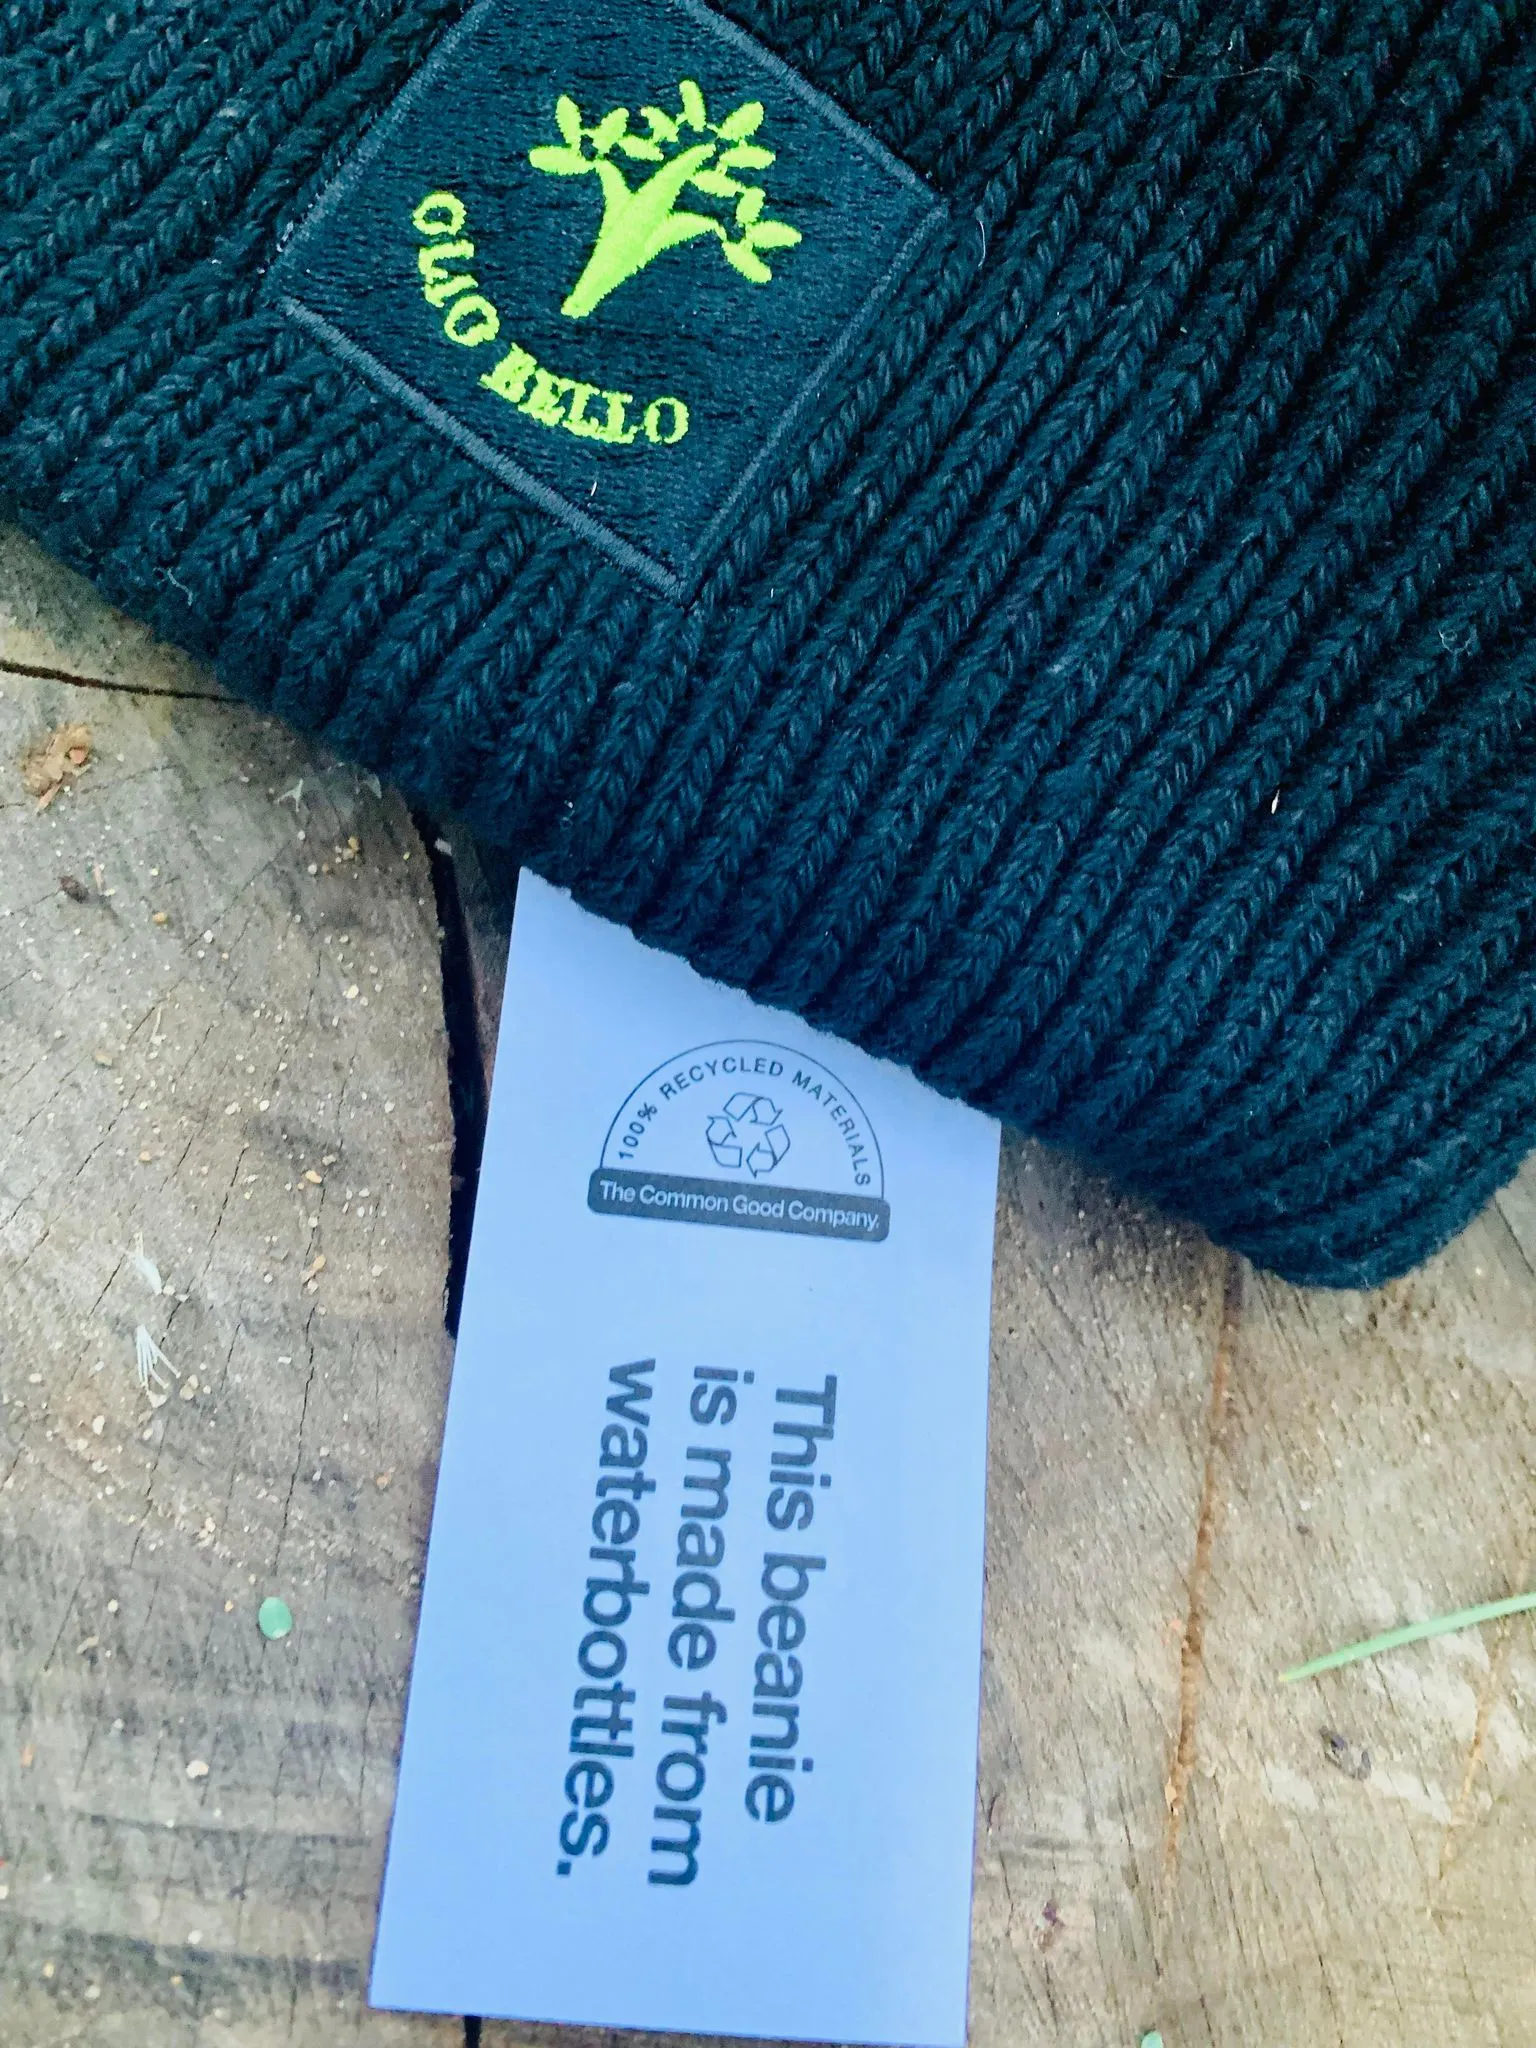 OLIO BELLO
100% RECYCLED MATERIALS
The Common Good Company.
This beanie
is made from
waterbottles.